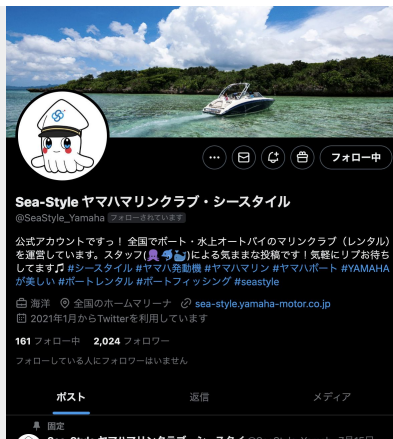 フォロー中
Sea-Style ヤマハマリンクラブ・シースタイル
@SeaStyle_Yamaha フォローされています
公式アカウントですっ！ 全国でボート・水上オートバイのマリンクラブ（レンタル）
を運営しています。スタッフ(🐙🦈🐳)による気ままな投稿です！気軽にリプお待ち
してます♫ #シースタイル #ヤマハ発動機 #ヤマハマリン #ヤマハボート #YAMAHA
が美しい #ボートレンタル #ボートフィッシング #seastyle
海洋 全国のホームマリーナ sea-style.yamaha-motor.co.jp
2021年1月からTwitterを利用しています
161 フォロー中 2,024 フォロワー
フォローしている人にフォロワーはいません
ポスト 返信 メディア
固定